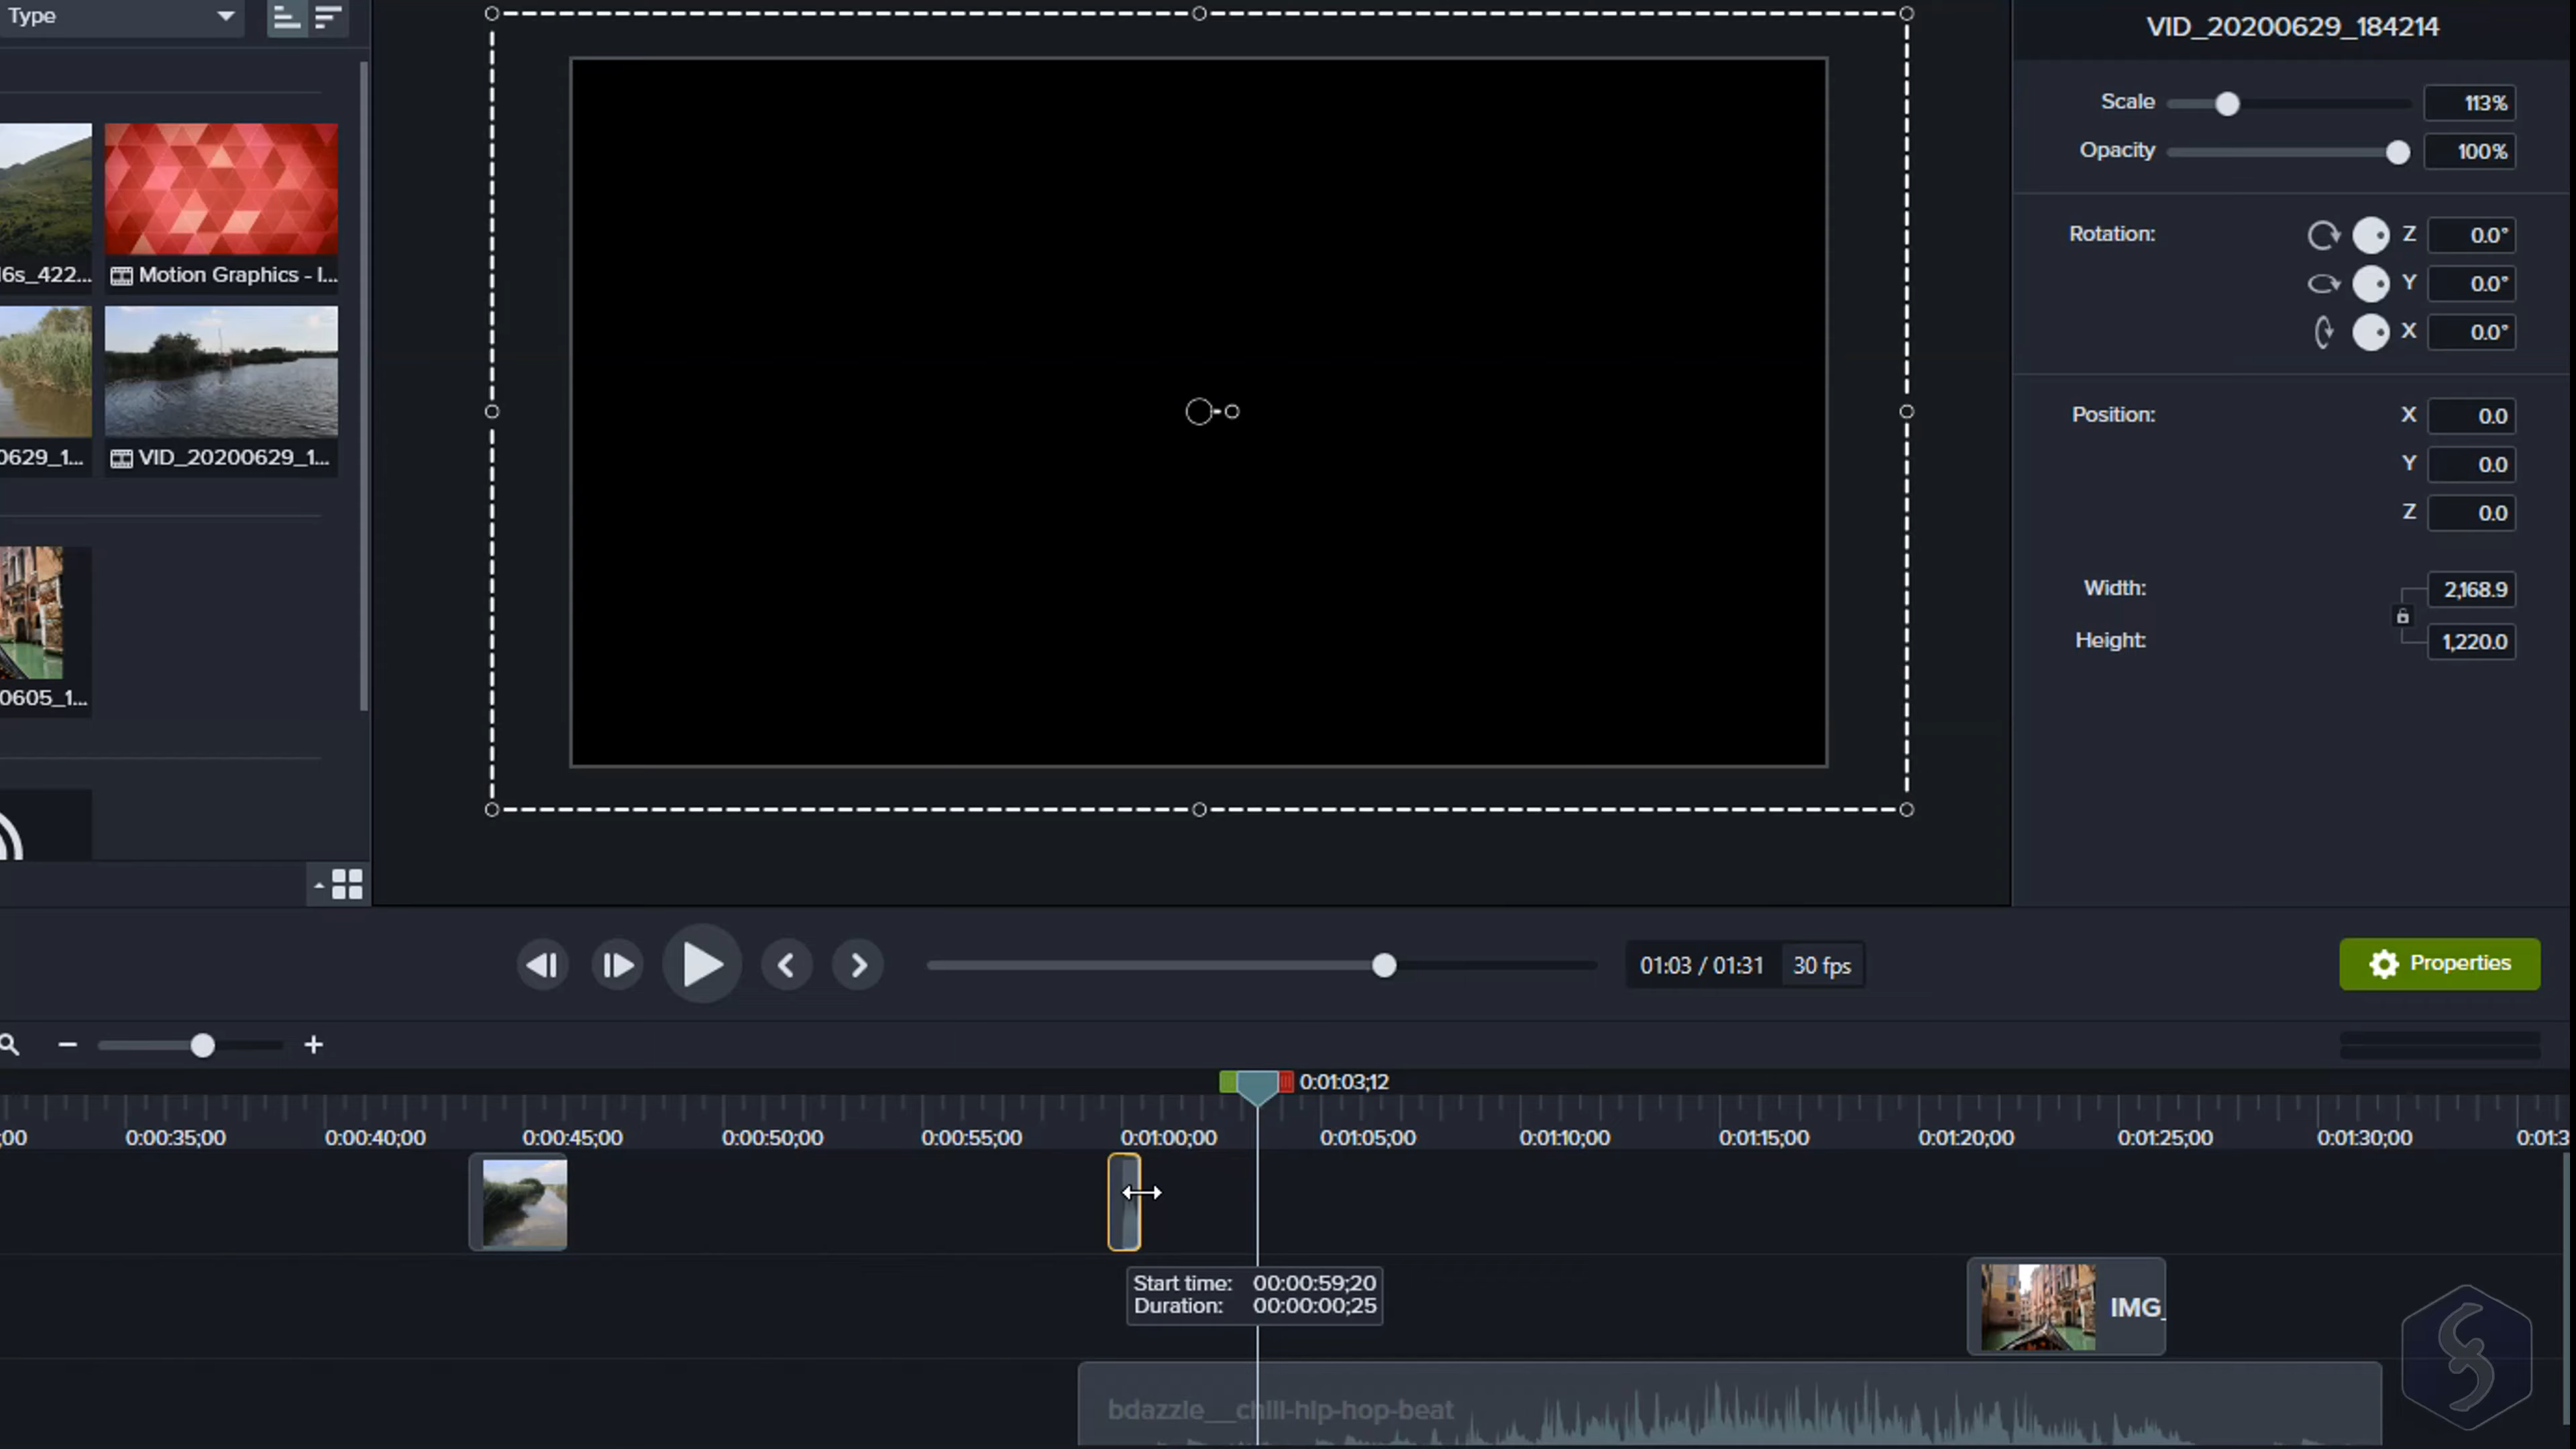 Type
VID_20200629_184214
Scale 113%
Opacity 100%
Rotation: Z 0.0°
Y 0.0°
X 0.0°
Position: X 0.0
Y 0.0
Z 0.0
Width: 2,168.9
Height: 1,220.0
16s_422...
Motion Graphics - I...
0629_1...
VID_20200629_1...
0605_1...
01:03 / 01:31 30 fps
Properties
0:01:03;12
;00 0:00:35;00 0:00:40;00 0:00:45;00 0:00:50;00 0:00:55;00 0:01:00;00 0:01:05;00 0:01:10;00 0:01:15;00 0:01:20;00 0:01:25;00 0:01:30;00 0:01:3
Start time: 00:00:59;20
Duration: 00:00:00;25
IMG_
bdazzle__chill-hip-hop-beat